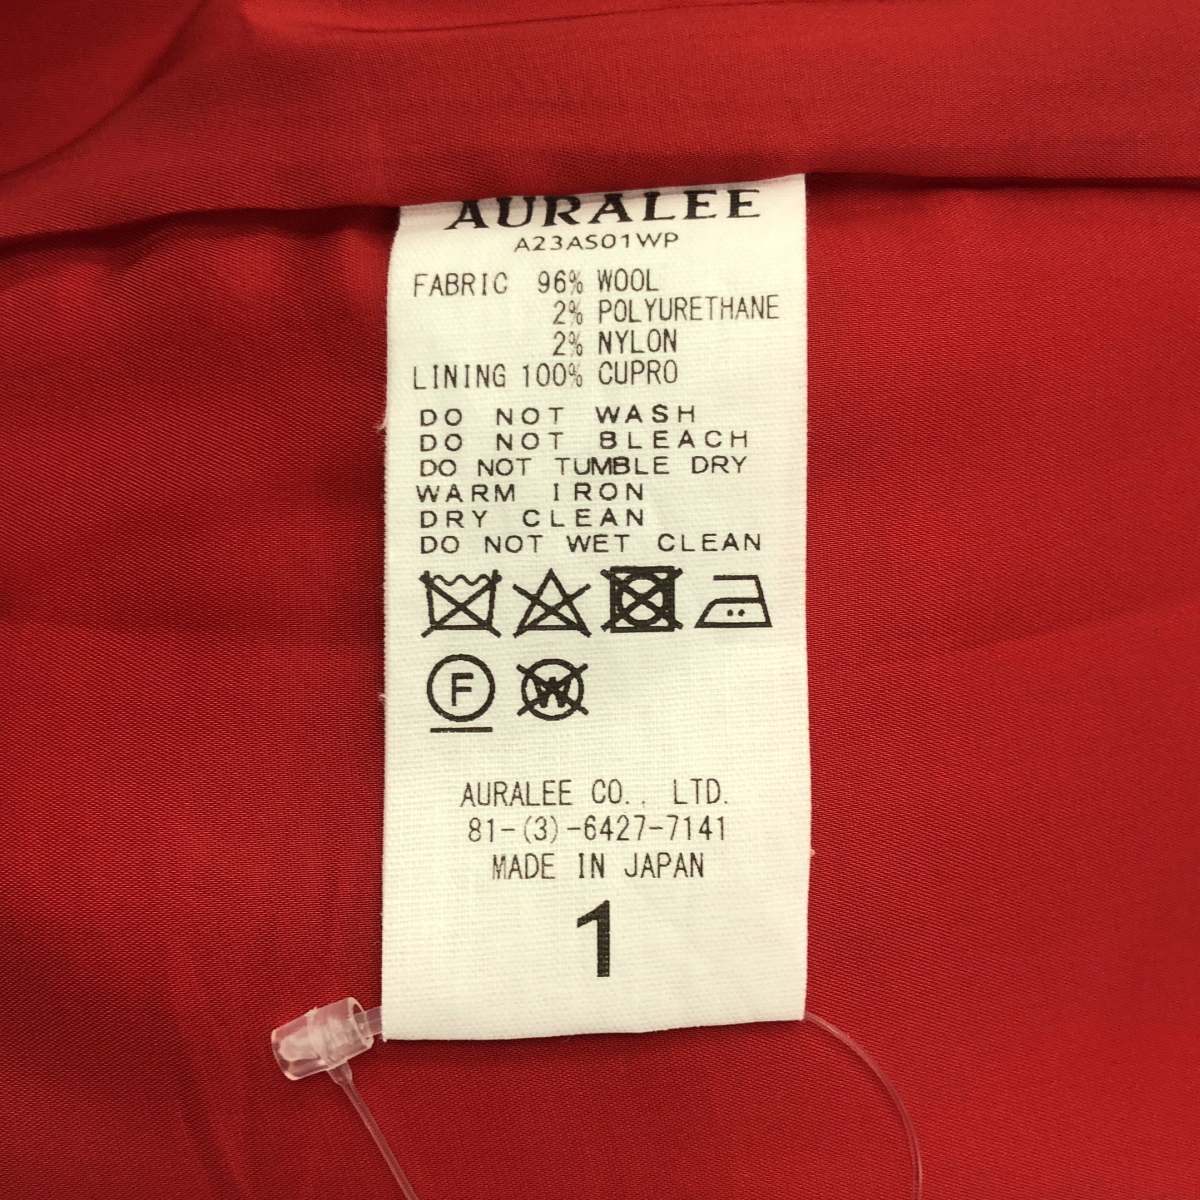 AURALEE
A23AS01WP
FABRIC 96% WOOL
2% POLYURETHANE
2% NYLON
LINING 100% CUPRO
DO NOT WASH
DO NOT BLEACH
DO NOT TUMBLE DRY
WARM IRON
DRY CLEAN
DO NOT WET CLEAN
F W
AURALEE CO., LTD.
81-(3)-6427-7141
MADE IN JAPAN
1